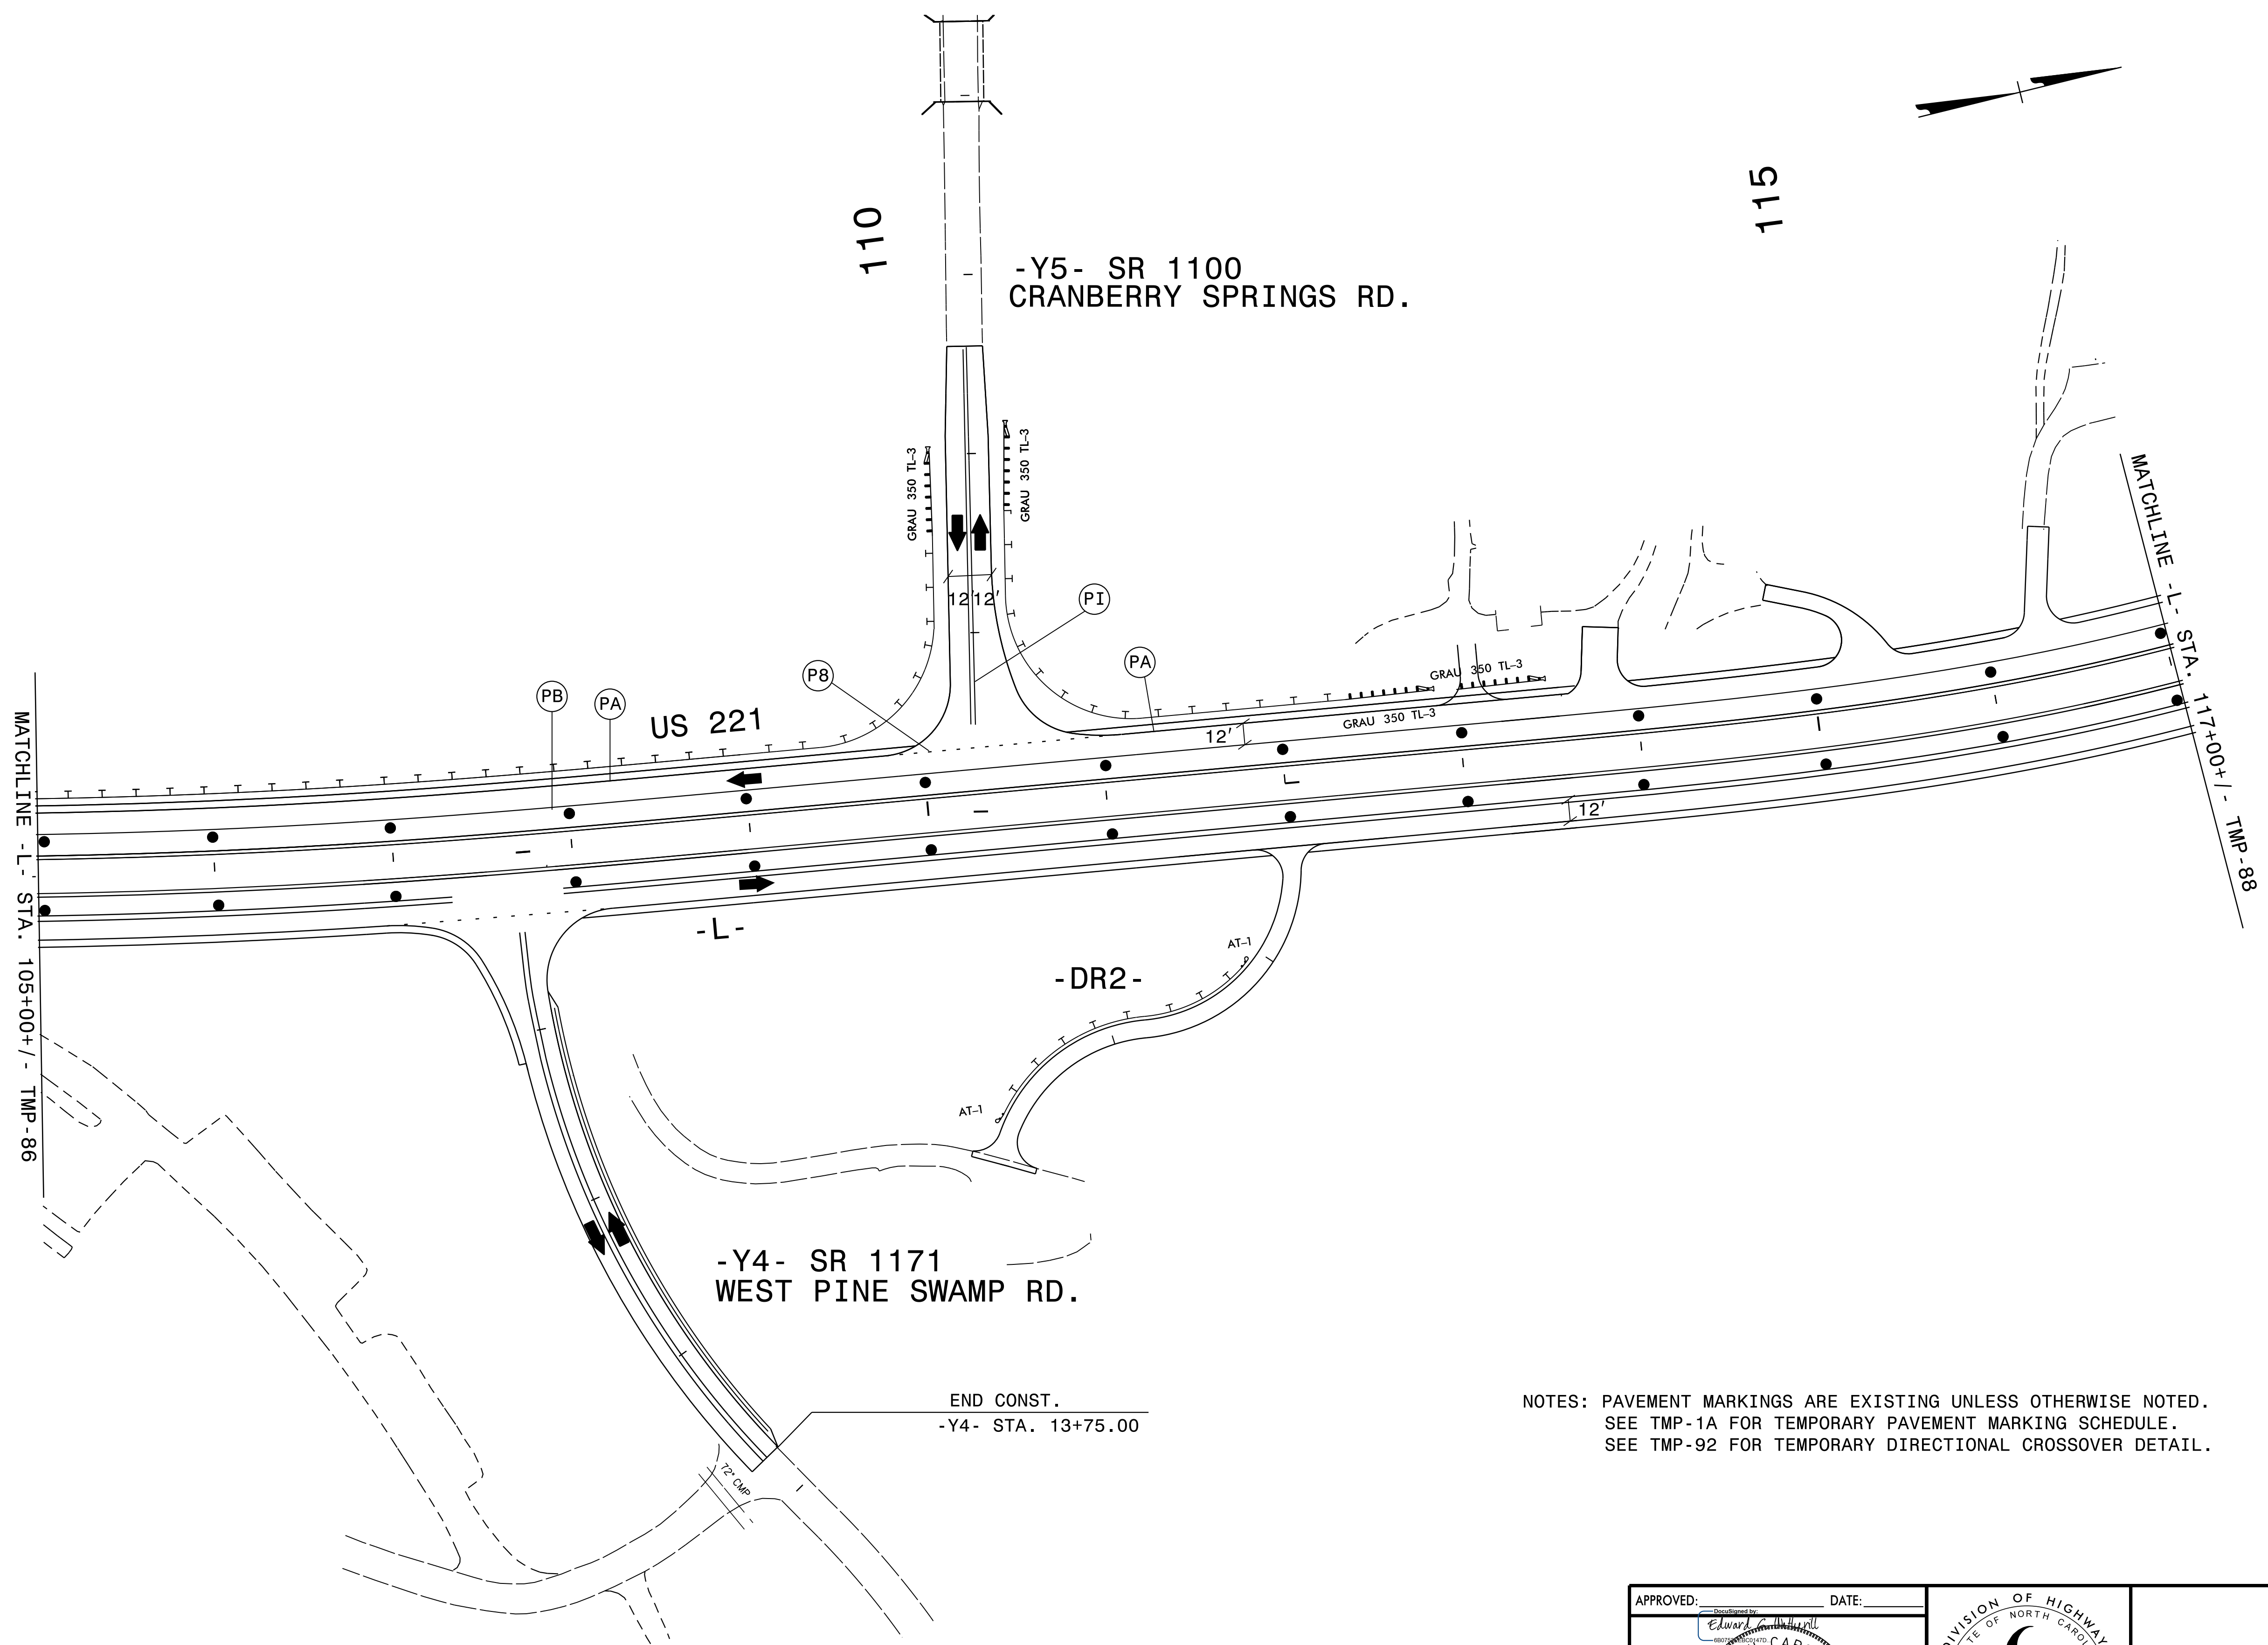 110
115
-Y5- SR 1100
CRANBERRY SPRINGS RD.
GRAU 350 TL-3
GRAU 350 TL-3
12'
12'
PI
PA
P8
PB
PA
US 221
GRAU 350 TL-3
GRAU 350 TL-3
12'
12'
MATCHLINE -L- STA. 105+00+/- TMP-86
MATCHLINE -L- STA. 117+00+/- TMP-88
-L-
-DR2-
AT-1
AT-1
-Y4- SR 1171
WEST PINE SWAMP RD.
END CONST.
-Y4- STA. 13+75.00
72" CMP
NOTES: PAVEMENT MARKINGS ARE EXISTING UNLESS OTHERWISE NOTED.
SEE TMP-1A FOR TEMPORARY PAVEMENT MARKING SCHEDULE.
SEE TMP-92 FOR TEMPORARY DIRECTIONAL CROSSOVER DETAIL.
APPROVED: DATE:
DocuSigned by:
DIVISION OF HIGHWAY
OF NORTH CARO